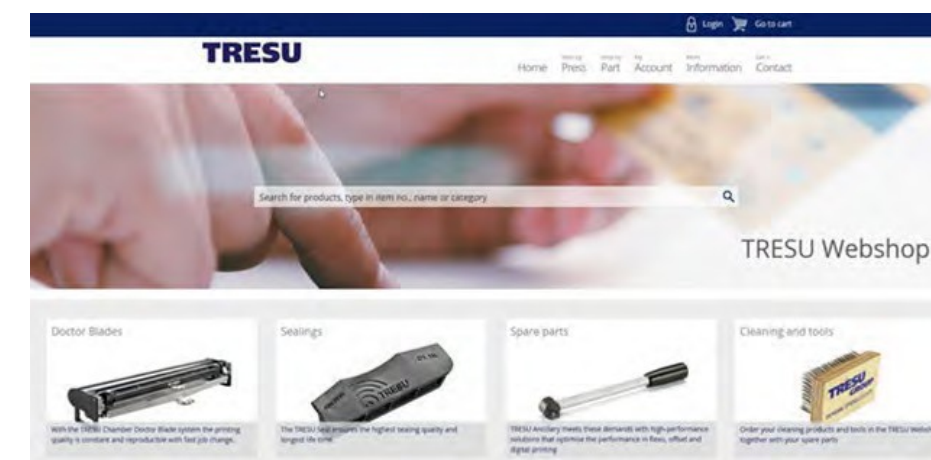 Login Go to cart
TRESU
Home Press Part Account Information Contact
Search for products, type in item no., name or category
TRESU Webshop
Doctor Blades
Sealings
Spare parts
Cleaning and tools
TRESU
TRESU
GROUP
With the TRESU Chamber Doctor Blade system the printing
quality is constant and reproducible with fast job change.
The TRESU Seal ensures the highest sealing quality and
longest life time.
TRESU Ancillary meets these demands with high-performance
solutions that optimise the performance in flexo, offset and
digital printing
Order your cleaning products and tools in the TRESU
together with your spare parts